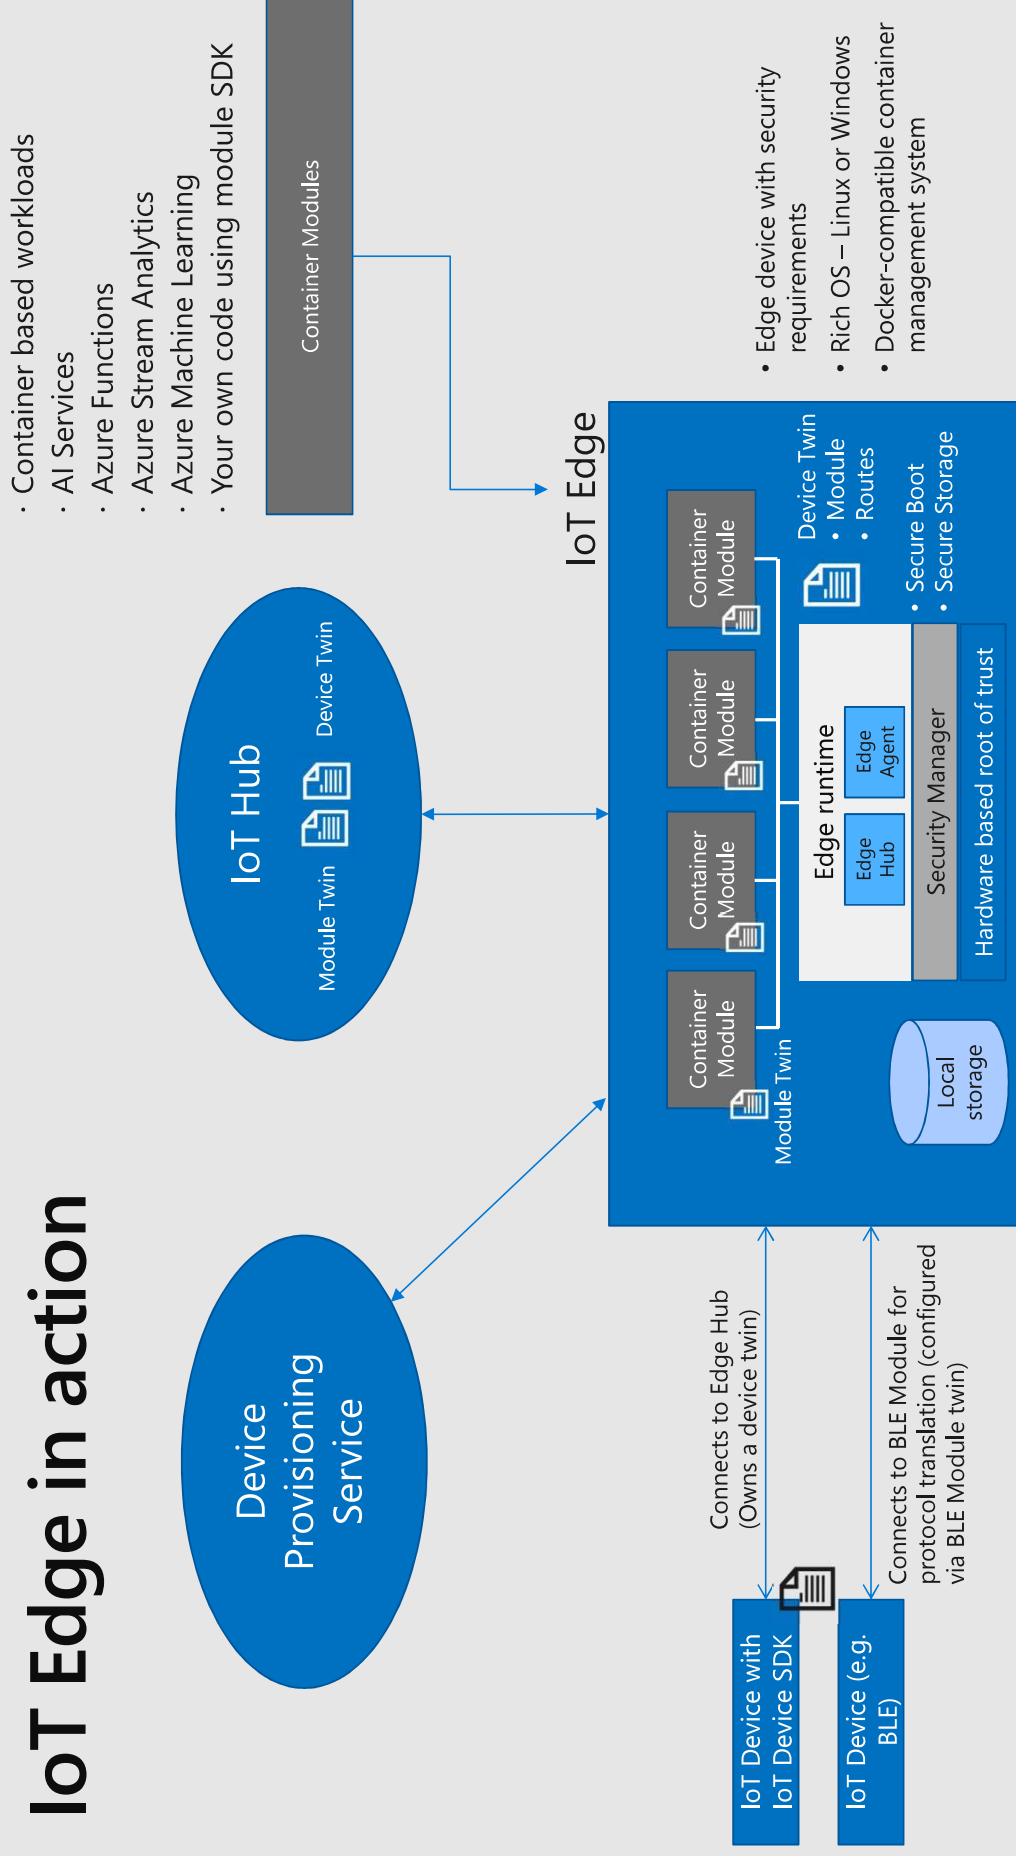 IoT Edge in action
· Container based workloads
· AI Services
· Azure Functions
· Azure Stream Analytics
· Azure Machine Learning
· Your own code using module SDK
Container Modules
Device
Provisioning
Service
IoT Hub
Module Twin
Device Twin
IoT Edge
Container
Module
Container
Module
Container
Module
Container
Module
Module Twin
Device Twin
• Module
• Routes
Edge runtime
Edge
Hub
Edge
Agent
Security Manager
Hardware based root of trust
• Secure Boot
• Secure Storage
Local
storage
• Edge device with security
requirements
• Rich OS – Linux or Windows
• Docker-compatible container
management system
IoT Device with
IoT Device SDK
Connects to Edge Hub
(Owns a device twin)
IoT Device (e.g.
BLE)
Connects to BLE Module for
protocol translation (configured
via BLE Module twin)